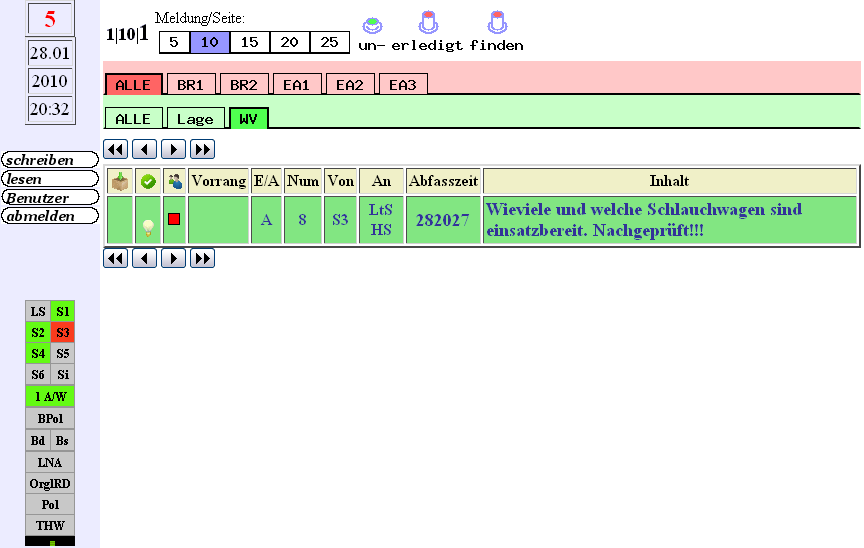 5
28.01
2010
20:32
schreiben
lesen
Benutzer
abmelden
LS S1
S2 S3
S4 S5
S6 Si
1 A/W
BPol
Bd Bs
LNA
OrglRD
Pol
THW
1|10|1
Meldung/Seite:
5 10 15 20 25
un- erledigt finden
ALLE BR1 BR2 EA1 EA2 EA3
ALLE Lage WV
Vorrang E/A Num Von An Abfasszeit Inhalt
A 8 S3 LtS HS 282027 Wieviele und welche Schlauchwagen sind
einsatzbereit. Nachgeprüft!!!